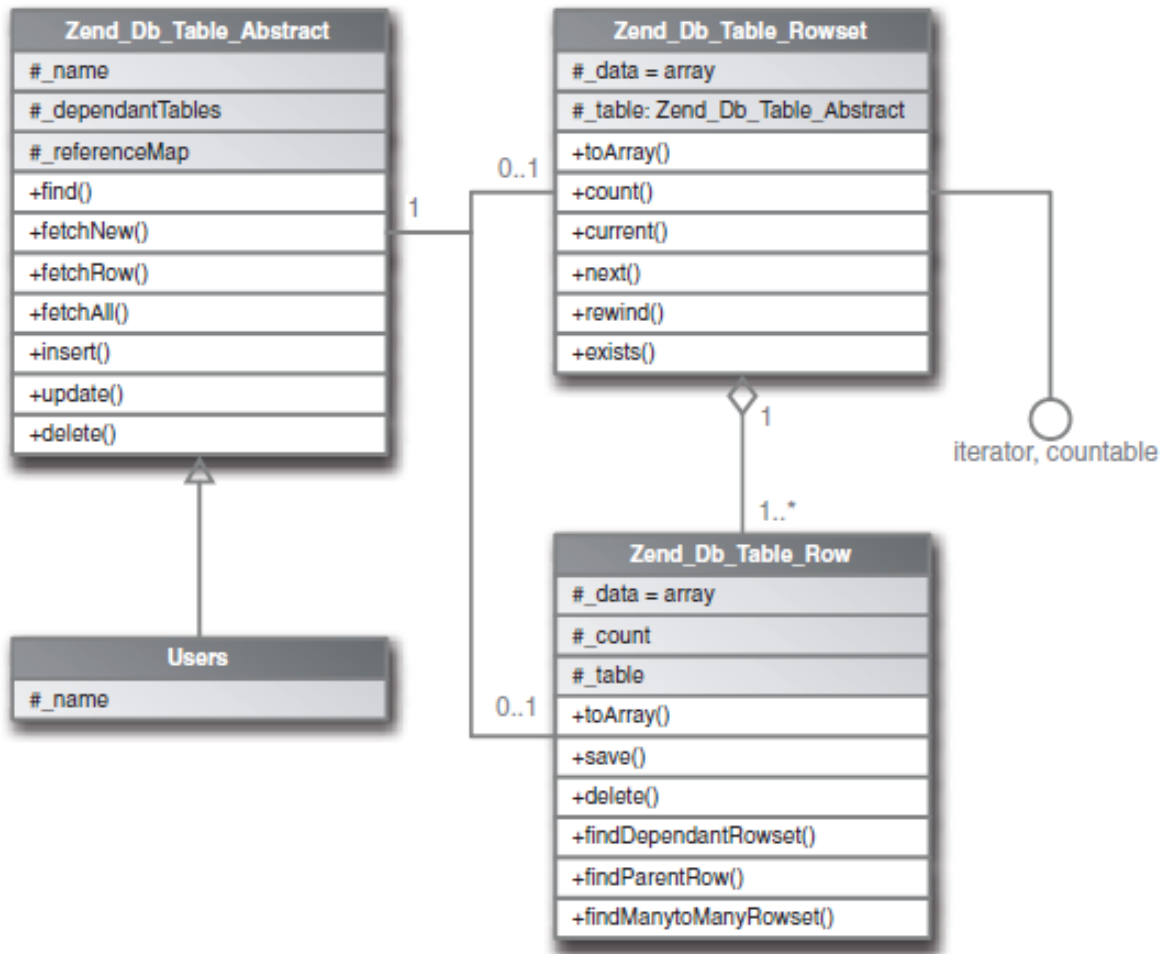 Zend_Db_Table_Abstract
#_name
#_dependantTables
#_referenceMap
+find()
+fetchNew()
+fetchRow()
+fetchAll()
+insert()
+update()
+delete()
Users
#_name
1
0..1
0..1
Zend_Db_Table_Rowset
#_data = array
#_table: Zend_Db_Table_Abstract
+toArray()
+count()
+current()
+next()
+rewind()
+exists()
1
1..*
iterator, countable
Zend_Db_Table_Row
#_data = array
#_count
#_table
+toArray()
+save()
+delete()
+findDependantRowset()
+findParentRow()
+findManytoManyRowset()